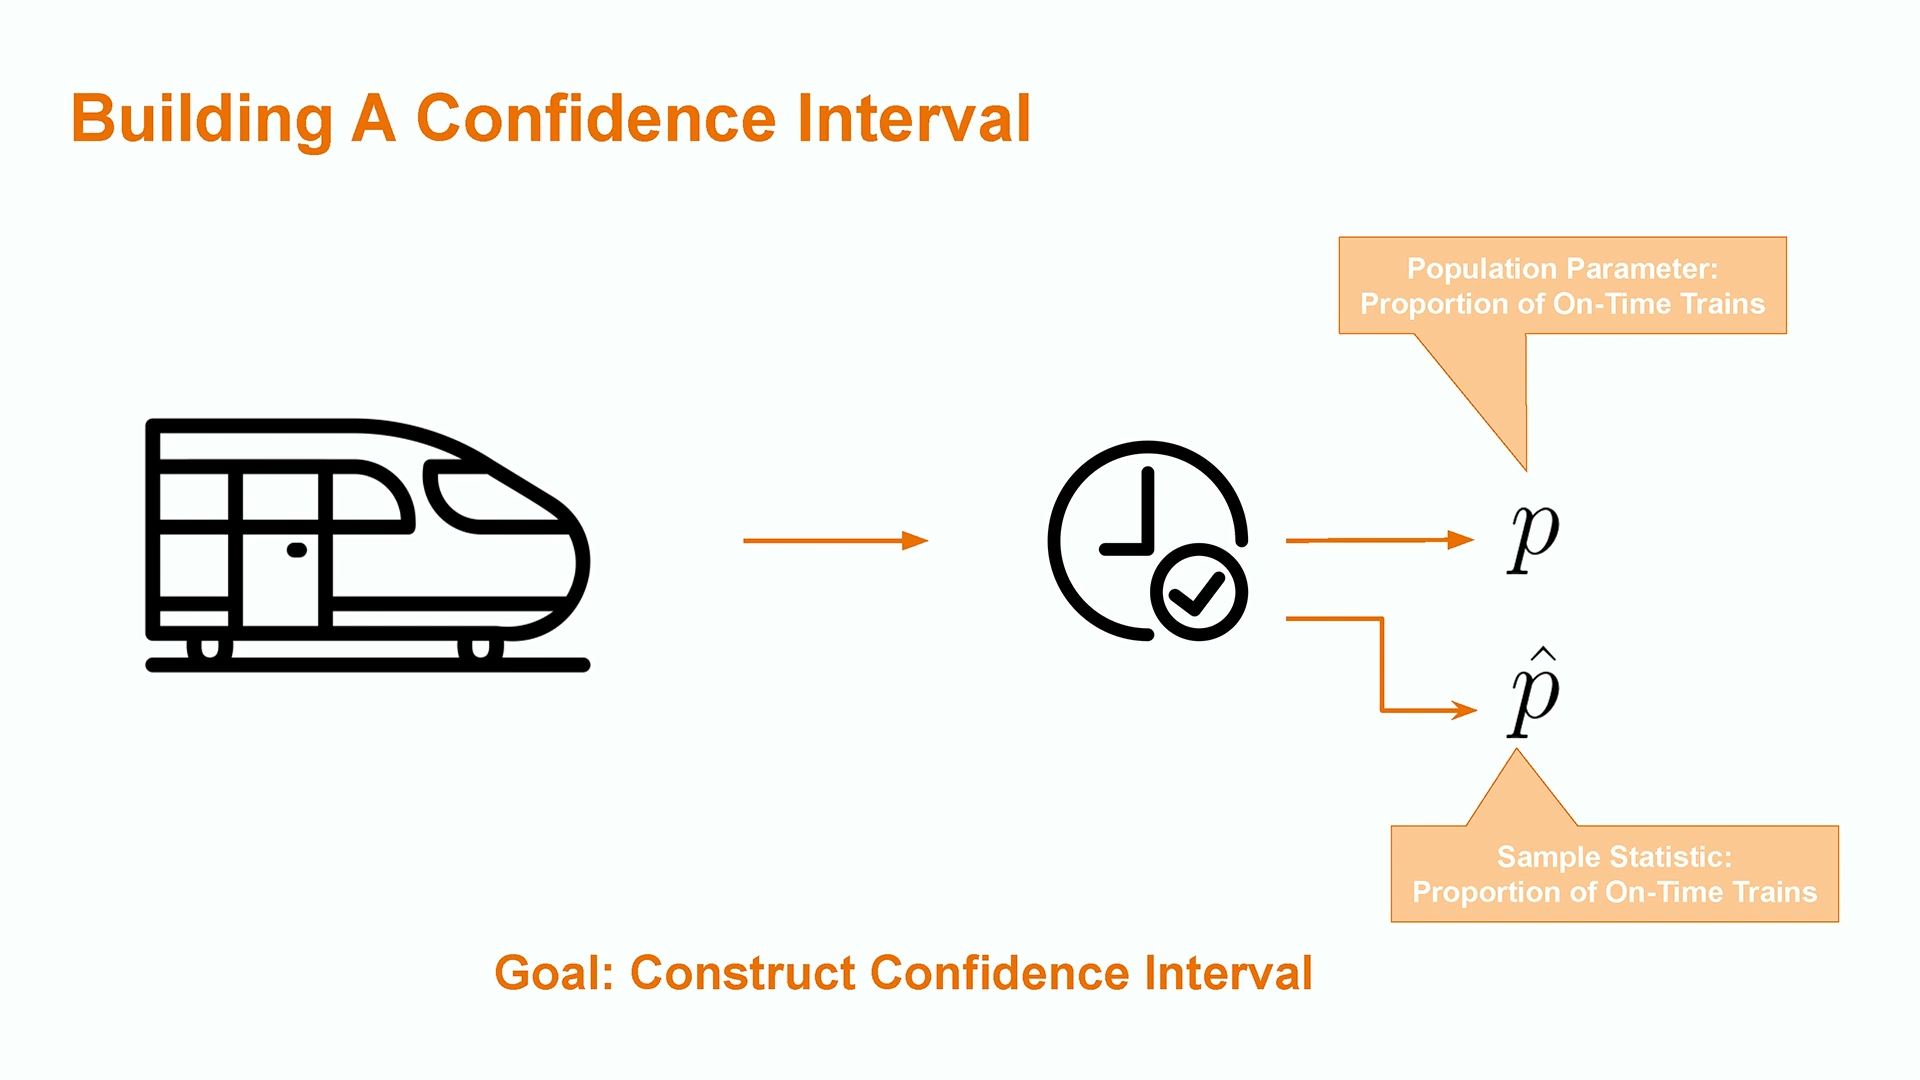 Building A Confidence Interval
Population Parameter:
Proportion of On-Time Trains
p
p̂
Sample Statistic:
Proportion of On-Time Trains
Goal: Construct Confidence Interval